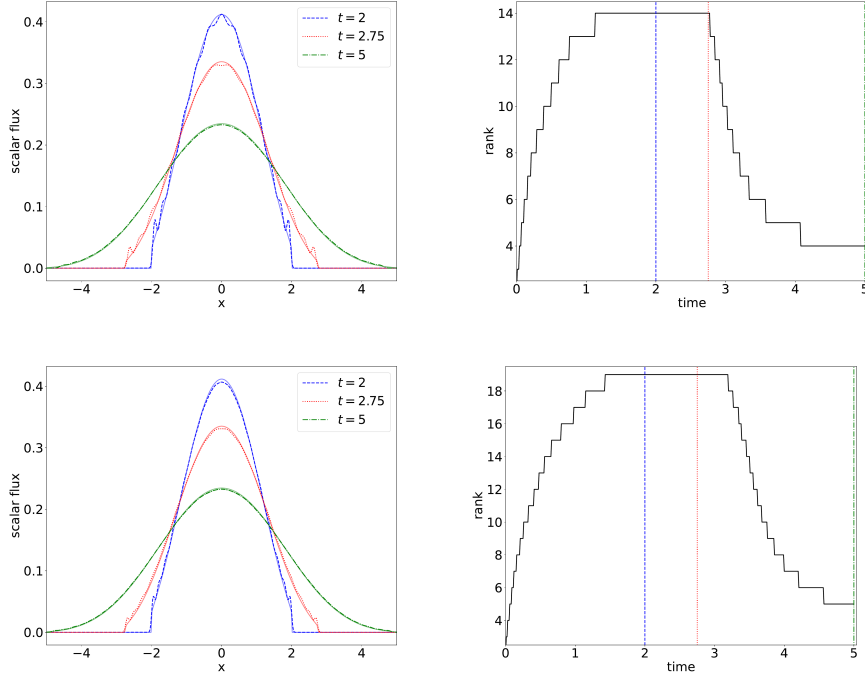 t = 2
t = 2.75
t = 5
scalar flux
0.4
0.3
0.2
0.1
0.0
−4 −2 0 2 4
x
rank
14
12
10
8
6
4
0 1 2 3 4 5
time
t = 2
t = 2.75
t = 5
scalar flux
0.4
0.3
0.2
0.1
0.0
−4 −2 0 2 4
x
rank
18
16
14
12
10
8
6
4
0 1 2 3 4 5
time